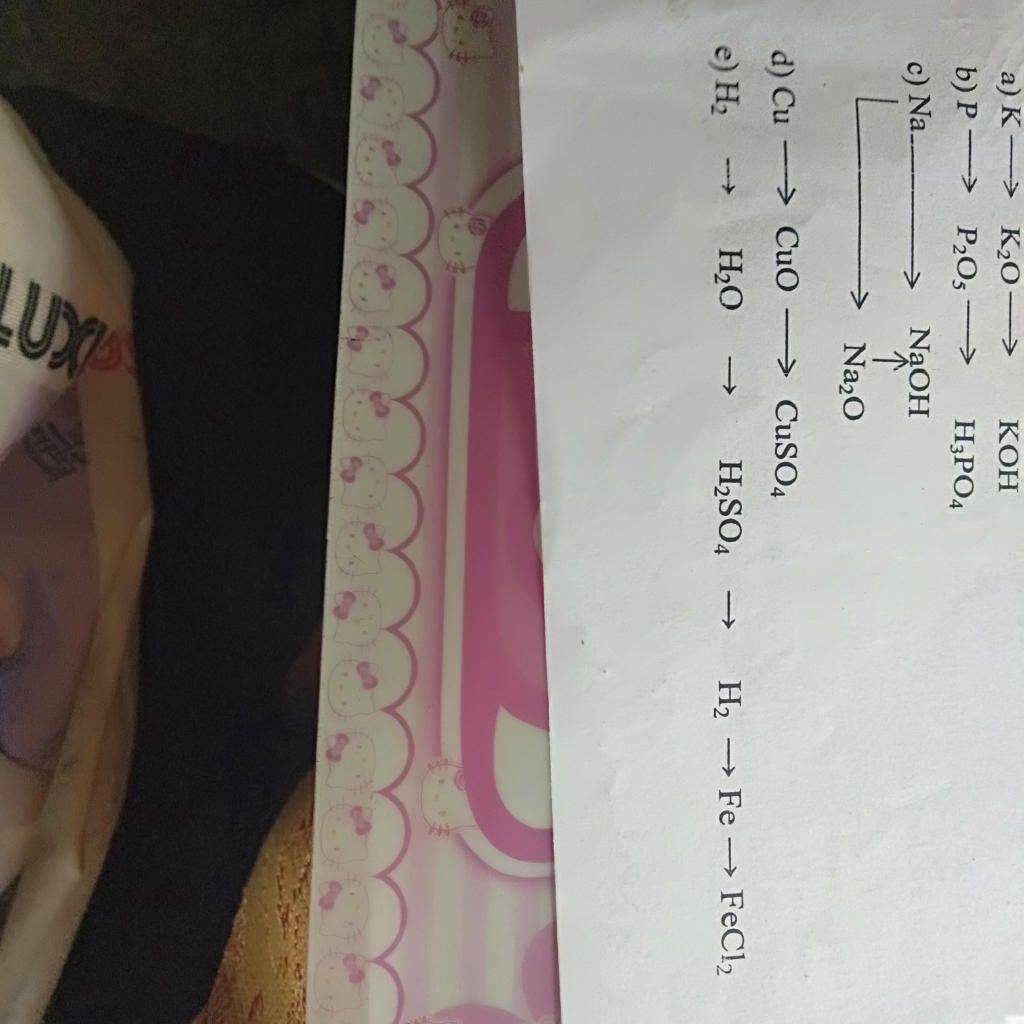 a) K ⟶ K₂O ⟶ KOH
b) P ⟶ P₂O₅ ⟶ H₃PO₄
c) Na ⟶ NaOH
↑
⟶ Na₂O
d) Cu ⟶ CuO ⟶ CuSO₄
e) H₂ → H₂O → H₂SO₄ → H₂ → Fe → FeCl₂